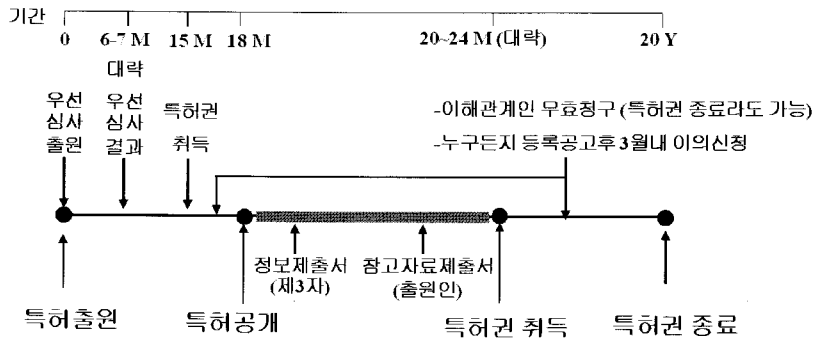 기간
0 6-7 M 15 M 18 M 20~24 M (대략) 20 Y
대략
우선
심사
출원
우선
심사
결과
특허권
취득
-이해관계인 무효청구 (특허권 종료라도 가능)
-누구든지 등록공고후 3월내 이의신청
정보제출서
(제3자)
참고자료제출서
(출원인)
특허출원
특허공개
특허권 취득
특허권 종료